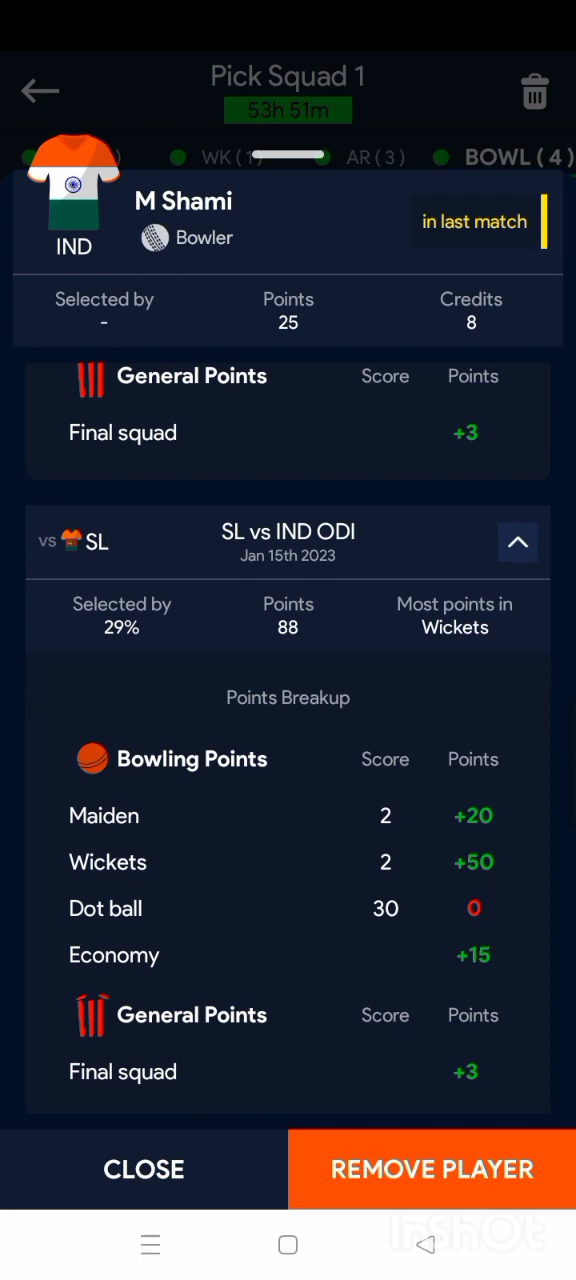 Pick Squad 1
53h 51m
WK ( 1
AR ( 3 )
BOWL ( 4 )
M Shami
Bowler
in last match
IND
Selected by
Points
Credits
-
25
8
General Points
Score
Points
Final squad
+3
vs SL
SL vs IND ODI
Jan 15th 2023
Selected by
Points
Most points in
29%
88
Wickets
Points Breakup
Bowling Points
Score
Points
Maiden
2
+20
Wickets
2
+50
Dot ball
30
0
Economy
+15
General Points
Score
Points
Final squad
+3
CLOSE
REMOVE PLAYER
InShOt